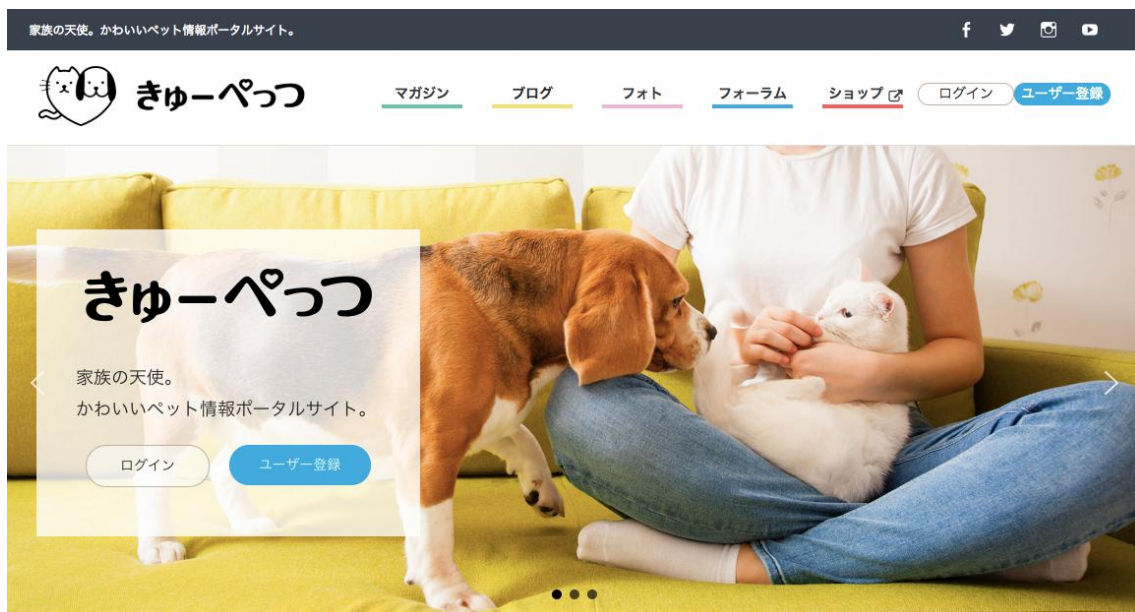 家族の天使。かわいいペット情報ポータルサイト。
きゅーぺっつ
マガジン
ブログ
フォト
フォーラム
ショップ
ログイン
ユーザー登録
きゅーぺっつ
家族の天使。
かわいいペット情報ポータルサイト。
ログイン
ユーザー登録